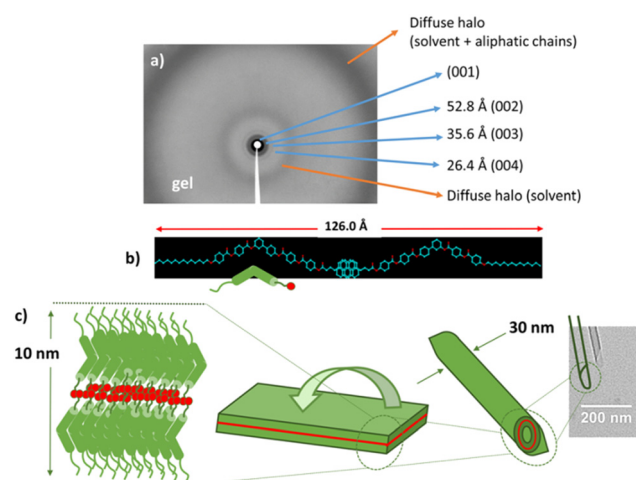 Diffuse halo
(solvent + aliphatic chains)
a)
(001)
52.8 Å (002)
35.6 Å (003)
26.4 Å (004)
gel
Diffuse halo (solvent)
126.0 Å
b)
c)
10 nm
30 nm
200 nm